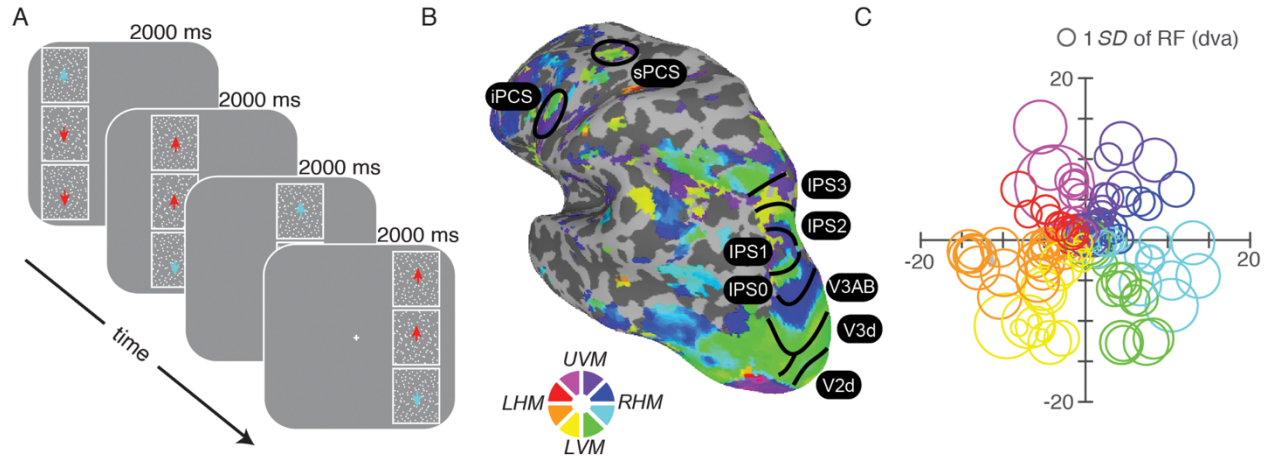 A
2000 ms
2000 ms
2000 ms
2000 ms
time
B
sPCS
iPCS
IPS3
IPS2
IPS1
IPS0
V3AB
V3d
V2d
UVM
LHM
RHM
LVM
C
1 SD of RF (dva)
20
-20
20
-20